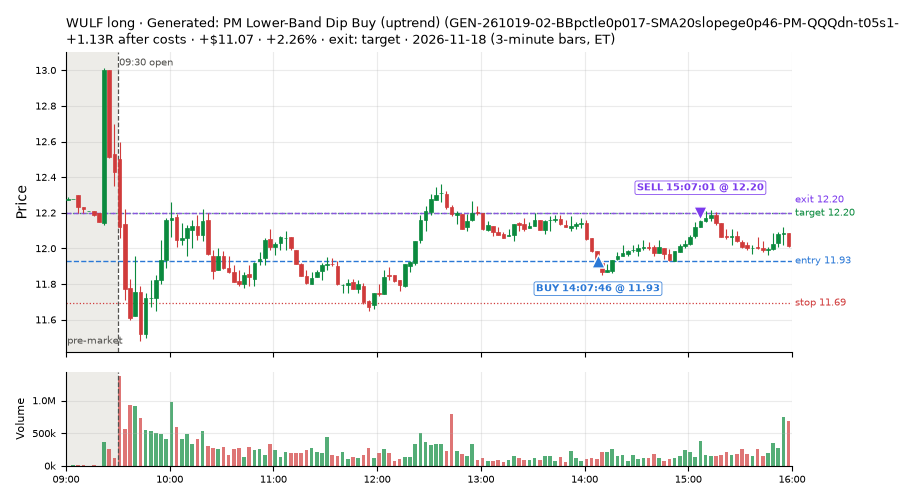 WULF long · Generated: PM Lower-Band Dip Buy (uptrend) (GEN-261019-02-BBpctle0p017-SMA20slopege0p46-PM-QQQdn-t05s1-
+1.13R after costs · +$11.07 · +2.26% · exit: target · 2026-11-18 (3-minute bars, ET)
09:30 open
13.0
12.8
12.6
12.4
12.2
12.0
11.8
11.6
Price
SELL 15:07:01 @ 12.20
exit 12.20
target 12.20
entry 11.93
BUY 14:07:46 @ 11.93
stop 11.69
pre-market
Volume
1.0M
500k
0k
09:00 10:00 11:00 12:00 13:00 14:00 15:00 16:00